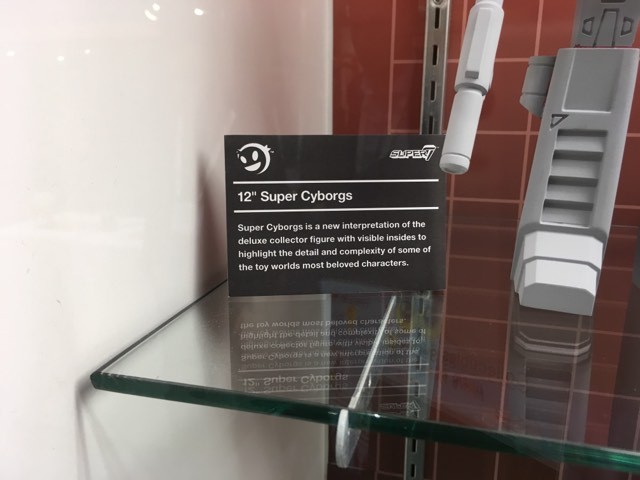 SUPER7
12" Super Cyborgs
Super Cyborgs is a new interpretation of the
deluxe collector figure with visible insides to
highlight the detail and complexity of some of
the toy worlds most beloved characters.